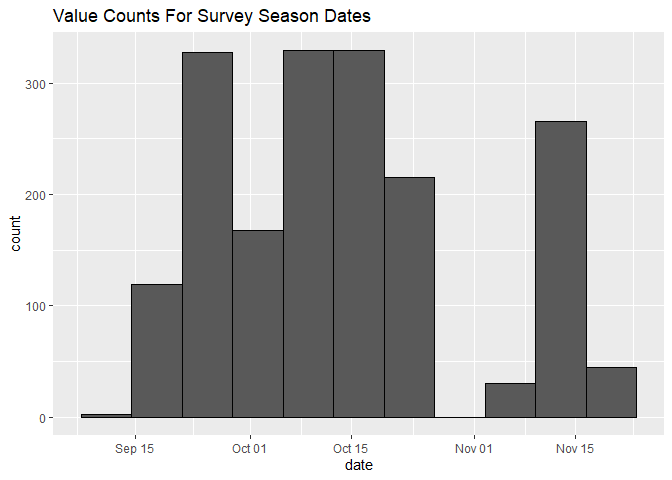 Value Counts For Survey Season Dates
300
200
100
0
count
Sep 15 Oct 01 Oct 15 Nov 01 Nov 15
date